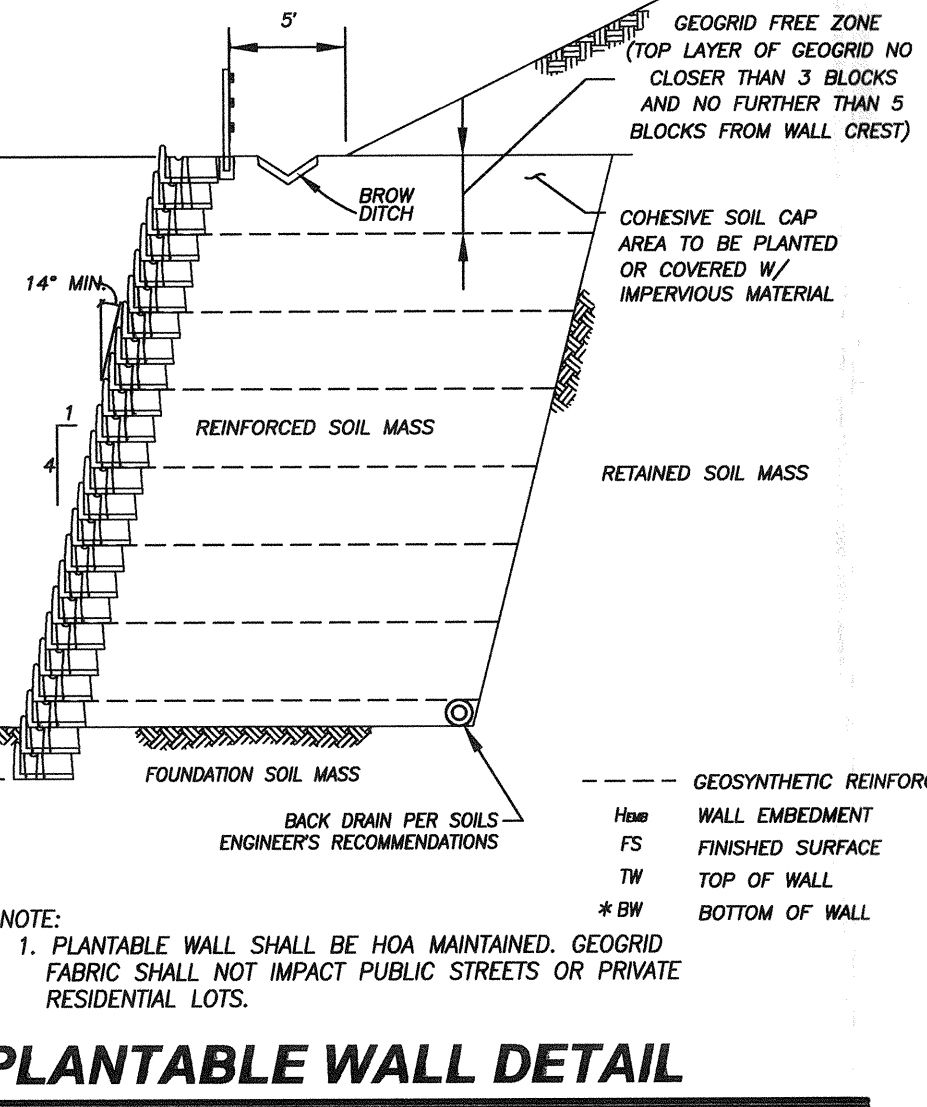 5'
GEOGRID FREE ZONE
(TOP LAYER OF GEOGRID NO
CLOSER THAN 3 BLOCKS
AND NO FURTHER THAN 5
BLOCKS FROM WALL CREST)
BROW
DITCH
COHESIVE SOIL CAP
AREA TO BE PLANTED
OR COVERED W/
IMPERVIOUS MATERIAL
14° MIN.
1
4
REINFORCED SOIL MASS
RETAINED SOIL MASS
FOUNDATION SOIL MASS
BACK DRAIN PER SOILS
ENGINEER'S RECOMMENDATIONS
GEOSYNTHETIC REINFORC
HEMB WALL EMBEDMENT
FS FINISHED SURFACE
TW TOP OF WALL
* BW BOTTOM OF WALL
NOTE:
1. PLANTABLE WALL SHALL BE HOA MAINTAINED. GEOGRID
FABRIC SHALL NOT IMPACT PUBLIC STREETS OR PRIVATE
RESIDENTIAL LOTS.
PLANTABLE WALL DETAIL